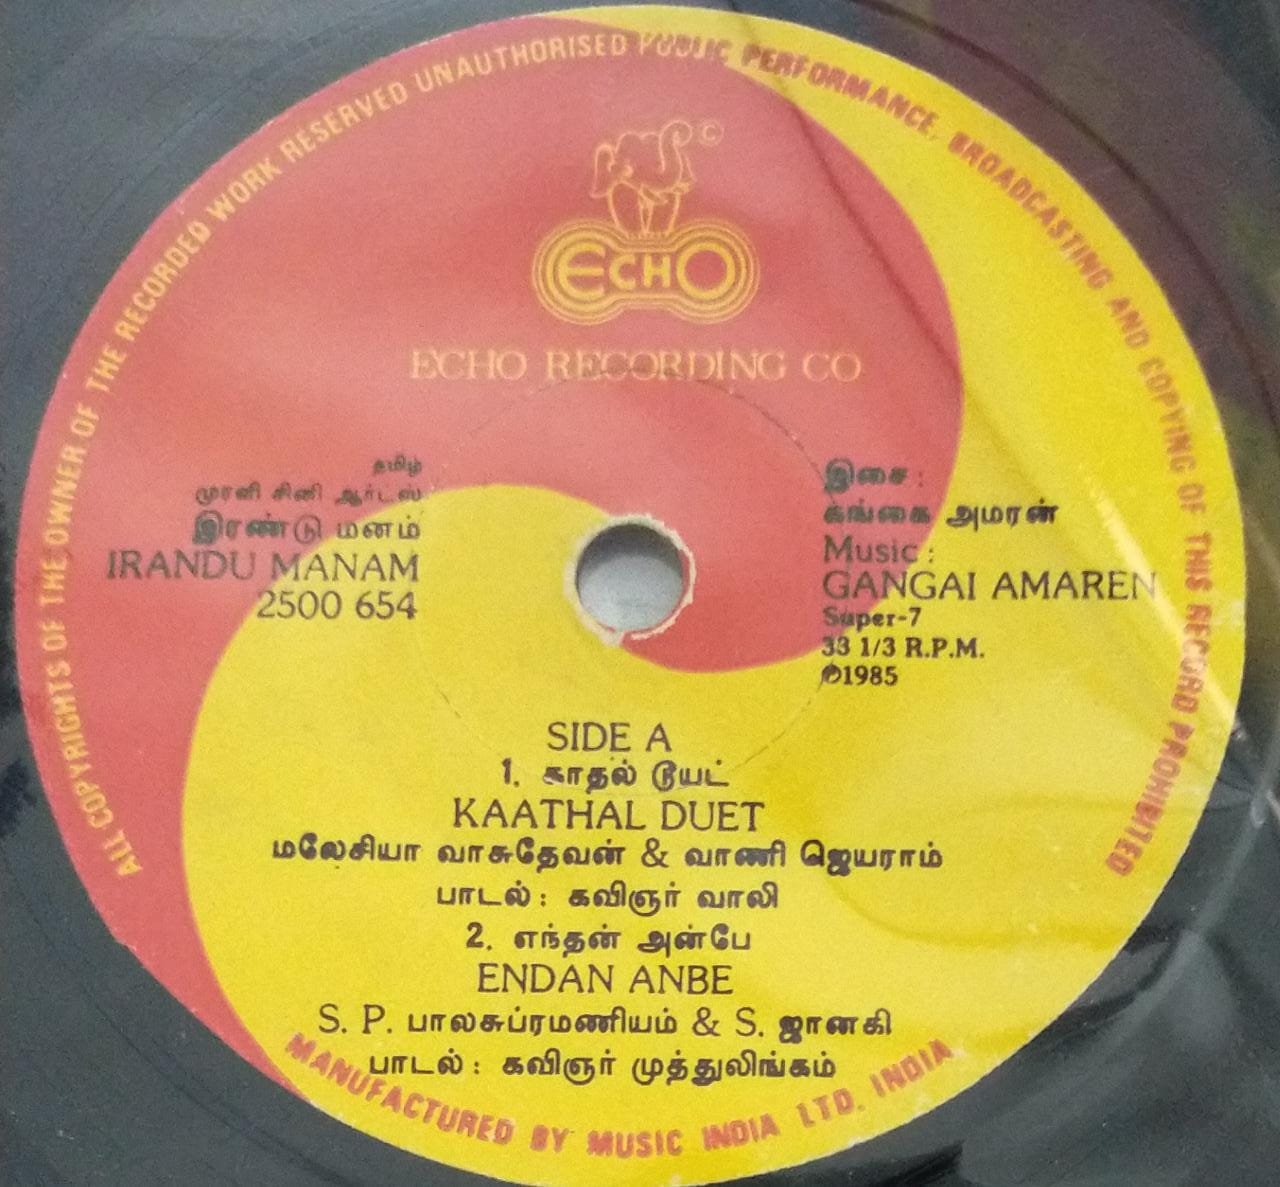 ALL COPYRIGHTS OF THE OWNER OF THE RECORDED WORK RESERVED UNAUTHORISED PUBLIC PERFORMANCE, BROADCASTING AND COPYING OF THIS RECORD PROHIBITED
©
ECHO
ECHO RECORDING CO
தமிழ்
முரளி சினி ஆர்ட்ஸ்
இரண்டு மனம்
IRANDU MANAM
2500 654
இசை :
கங்கை அமரன்
Music :
GANGAI AMAREN
Super-7
33 1/3 R.P.M.
℗1985
SIDE A
1. காதல் டூயட்
KAATHAL DUET
மலேசியா வாசுதேவன் & வாணி ஜெயராம்
பாடல் : கவிஞர் வாலி
2. எந்தன் அன்பே
ENDAN ANBE
S. P. பாலசுப்ரமணியம் & S. ஜானகி
பாடல் : கவிஞர் முத்துலிங்கம்
MANUFACTURED BY MUSIC INDIA LTD. INDIA